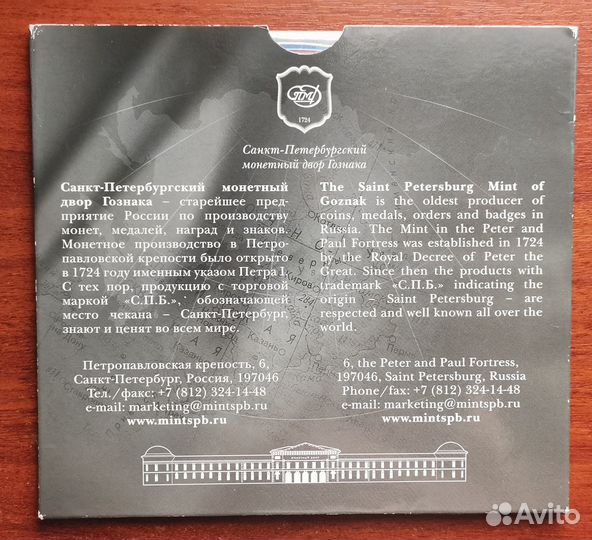 СПМД
1724
Санкт-Петербургский
монетный двор Гознака
Санкт-Петербургский монетный
двор Гознака – старейшее пред-
приятие России по производству
монет, медалей, наград и знаков.
Монетное производство в Петро-
павловской крепости было открыто
в 1724 году именным указом Петра I.
С тех пор, продукцию с торговой
маркой «С.П.Б.», обозначающей
место чекана – Санкт-Петербург,
знают и ценят во всем мире.
Петропавловская крепость, 6,
Санкт-Петербург, Россия, 197046
Тел./факс: +7 (812) 324-14-48
e-mail: marketing@mintspb.ru
www.mintspb.ru
The Saint Petersburg Mint of
Goznak is the oldest producer of
coins, medals, orders and badges in
Russia. The Mint in the Peter and
Paul Fortress was established in 1724
by the Royal Decree of Peter the
Great. Since then the products with
trademark «С.П.Б.» indicating the
origin – Saint Petersburg – are
respected and well known all over the
world.
6, the Peter and Paul Fortress,
197046, Saint Petersburg, Russia
Phone/fax: +7 (812) 324-14-48
e-mail: marketing@mintspb.ru
www.mintspb.ru
МОНЕТНЫЙ ДВОР
Avito